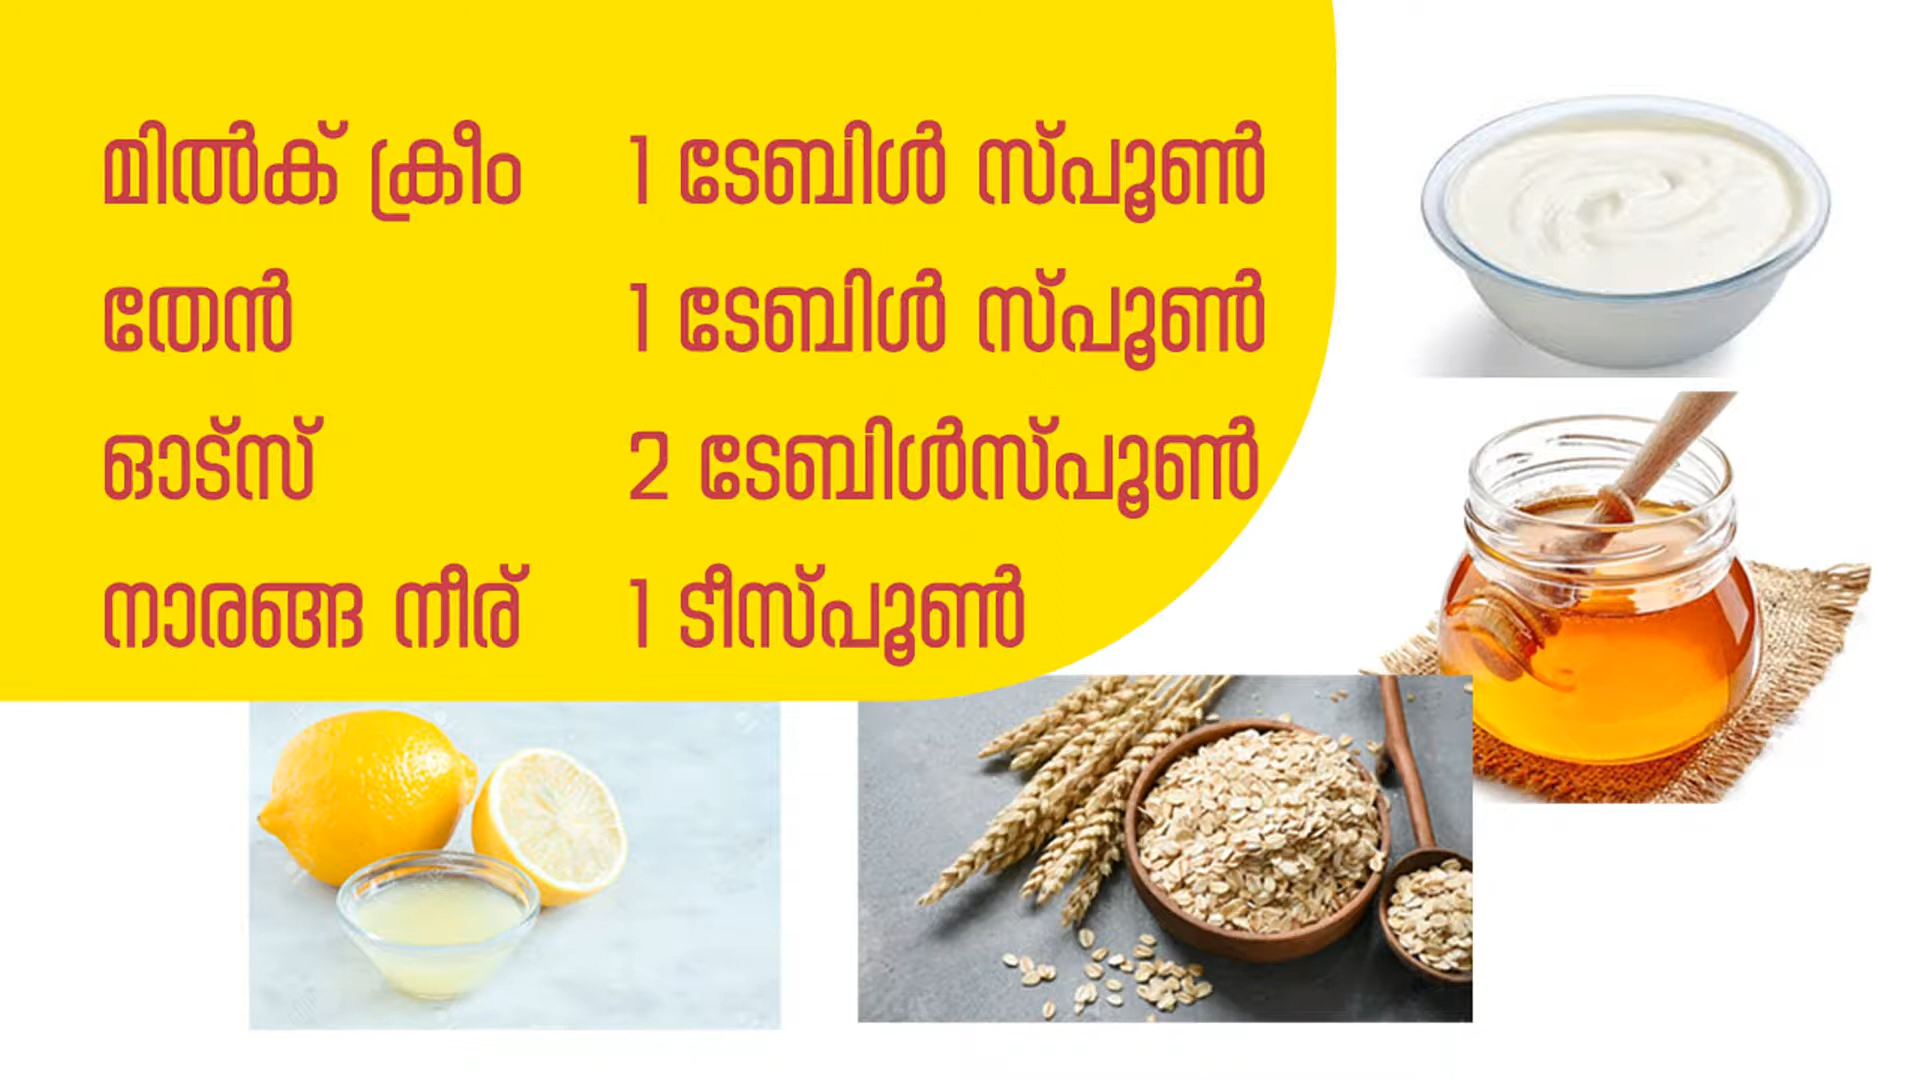 മിൽക് ക്രീം 1 ടേബിൾ സ്പൂൺ
തേൻ 1 ടേബിൾ സ്പൂൺ
ഓട്സ് 2 ടേബിൾസ്പൂൺ
നാരങ്ങ നീര് 1 ടീസ്പൂൺ